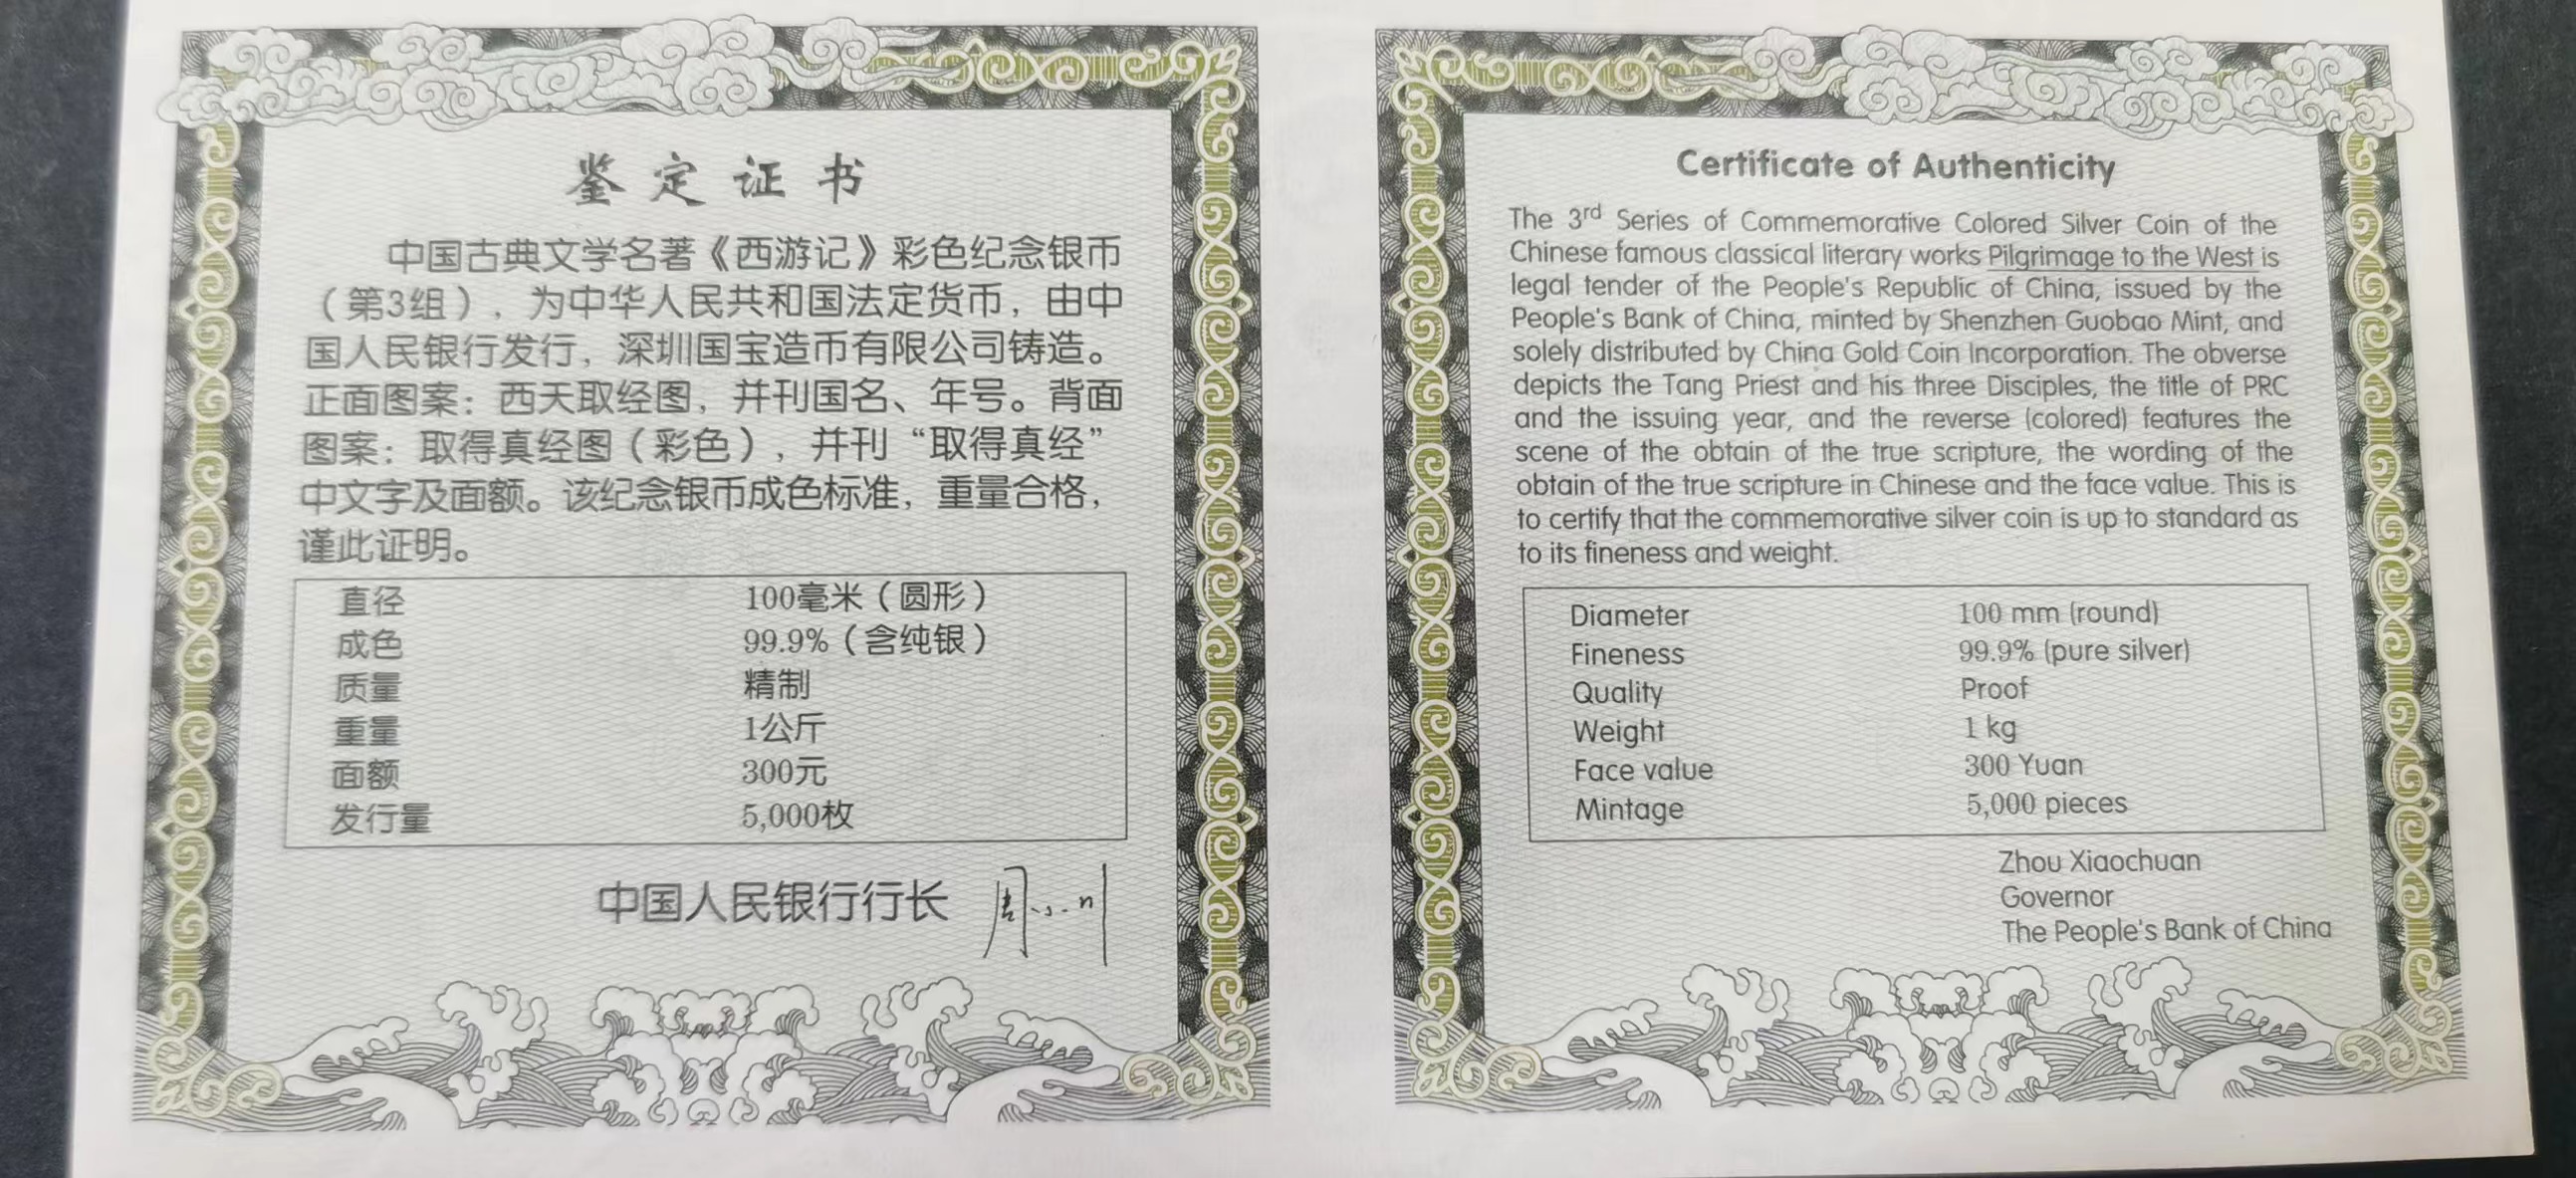 鉴定证书
中国古典文学名著《西游记》彩色纪念银币
（第3组），为中华人民共和国法定货币，由中
国人民银行发行，深圳国宝造币有限公司铸造。
正面图案：西天取经图，并刊国名、年号。背面
图案：取得真经图（彩色），并刊“取得真经”
中文字及面额。该纪念银币成色标准，重量合格，
谨此证明。
直径 100毫米（圆形）
成色 99.9%（含纯银）
质量 精制
重量 1公斤
面额 300元
发行量 5,000枚
中国人民银行行长 周小川
Certificate of Authenticity
The 3rd Series of Commemorative Colored Silver Coin of the
Chinese famous classical literary works Pilgrimage to the West is
legal tender of the People's Republic of China, issued by the
People's Bank of China, minted by Shenzhen Guobao Mint, and
solely distributed by China Gold Coin Incorporation. The obverse
depicts the Tang Priest and his three Disciples, the title of PRC
and the issuing year, and the reverse (colored) features the
scene of the obtain of the true scripture, the wording of the
obtain of the true scripture in Chinese and the face value. This is
to certify that the commemorative silver coin is up to standard as
to its fineness and weight.
Diameter 100 mm (round)
Fineness 99.9% (pure silver)
Quality Proof
Weight 1 kg
Face value 300 Yuan
Mintage 5,000 pieces
Zhou Xiaochuan
Governor
The People's Bank of China